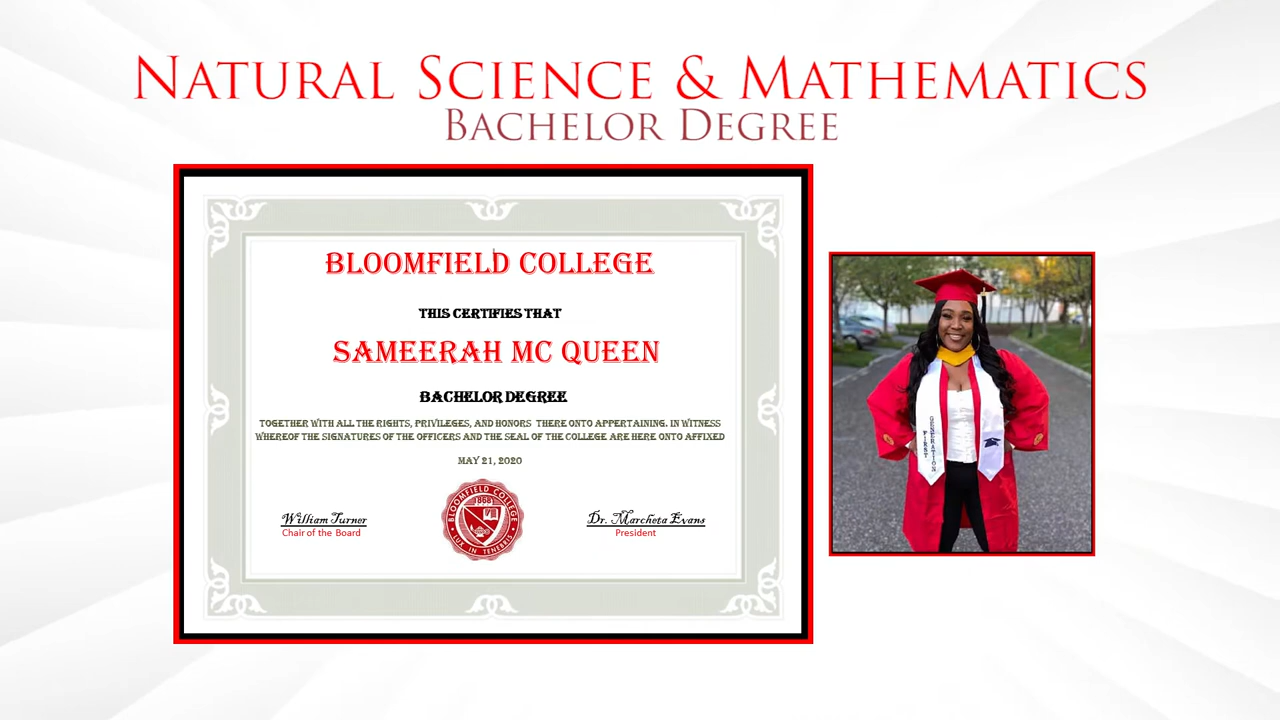 NATURAL SCIENCE & MATHEMATICS
BACHELOR DEGREE
BLOOMFIELD COLLEGE
THIS CERTIFIES THAT
SAMEERAH MC QUEEN
BACHELOR DEGREE
TOGETHER WITH ALL THE RIGHTS, PRIVILEGES, AND HONORS THERE ONTO APPERTAINING. IN WITNESS
WHEREOF THE SIGNATURES OF THE OFFICERS AND THE SEAL OF THE COLLEGE ARE HERE ONTO AFFIXED
MAY 21, 2020
William Turner
Chair of the Board
BLOOMFIELD COLLEGE
1868
LUX IN TENEBRIS
Dr. Marcheta Evans
President
FIRST
GENERATION